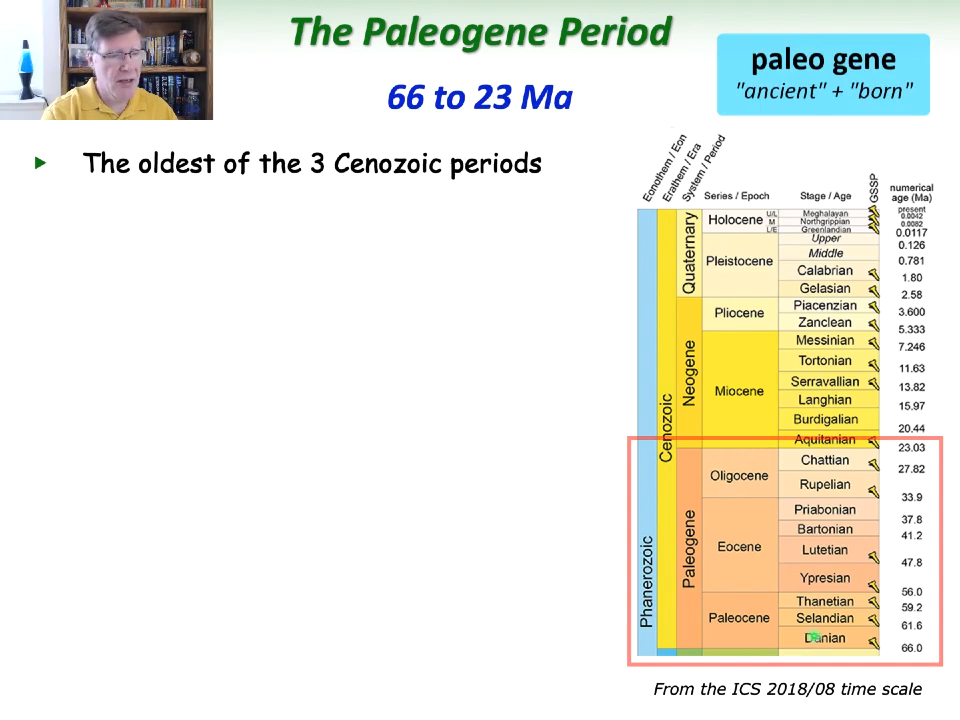 The Paleogene Period
66 to 23 Ma
paleo gene
"ancient" + "born"
The oldest of the 3 Cenozoic periods
Eonothem / Eon
Erathem / Era
System / Period
Series / Epoch
Stage / Age
GSSP
numerical
age (Ma)
Phanerozoic
Cenozoic
Quaternary
Neogene
Paleogene
Holocene
U/L
M
L/E
Pleistocene
Pliocene
Miocene
Oligocene
Eocene
Paleocene
Meghalayan
Northgrippian
Greenlandian
Upper
Middle
Calabrian
Gelasian
Piacenzian
Zanclean
Messinian
Tortonian
Serravallian
Langhian
Burdigalian
Aquitanian
Chattian
Rupelian
Priabonian
Bartonian
Lutetian
Ypresian
Thanetian
Selandian
Danian
present
0.0042
0.0082
0.0117
0.126
0.781
1.80
2.58
3.600
5.333
7.246
11.63
13.82
15.97
20.44
23.03
27.82
33.9
37.8
41.2
47.8
56.0
59.2
61.6
66.0
From the ICS 2018/08 time scale